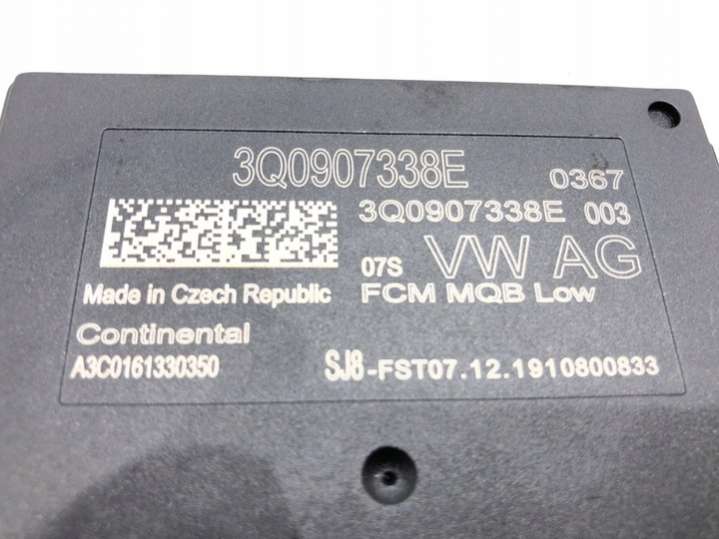 3Q0907338E 0367
3Q0907338E 003
07S VW AG
Made in Czech Republic FCM MQB Low
Continental
A3C0161330350 SJ8-FST07.12.1910800833